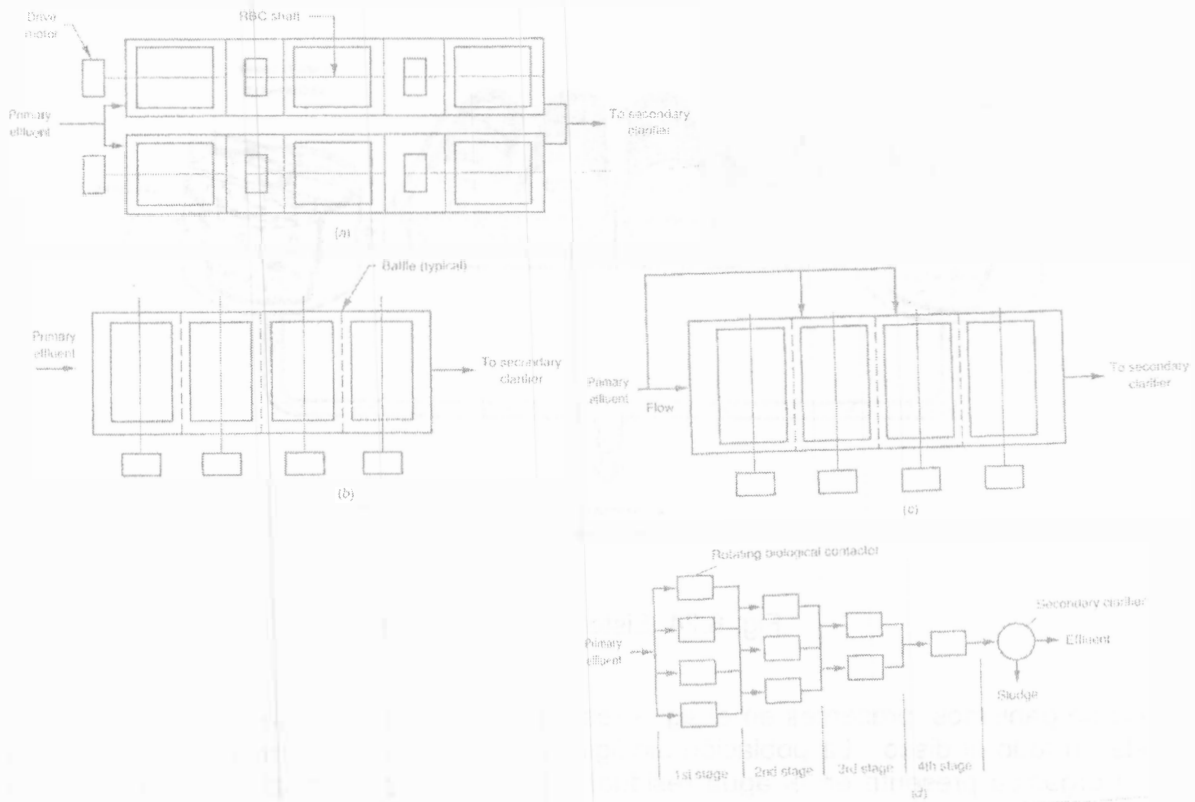 Drive
motor
RBC shaft
Primary
effluent
To secondary
clarifier
(a)
Baffle (typical)
Primary
effluent
To secondary
clarifier
(b)
Primary
effluent
Flow
To secondary
clarifier
(c)
Rotating biological contactor
Secondary clarifier
Primary
effluent
Effluent
Sludge
1st stage
2nd stage
3rd stage
4th stage
(d)